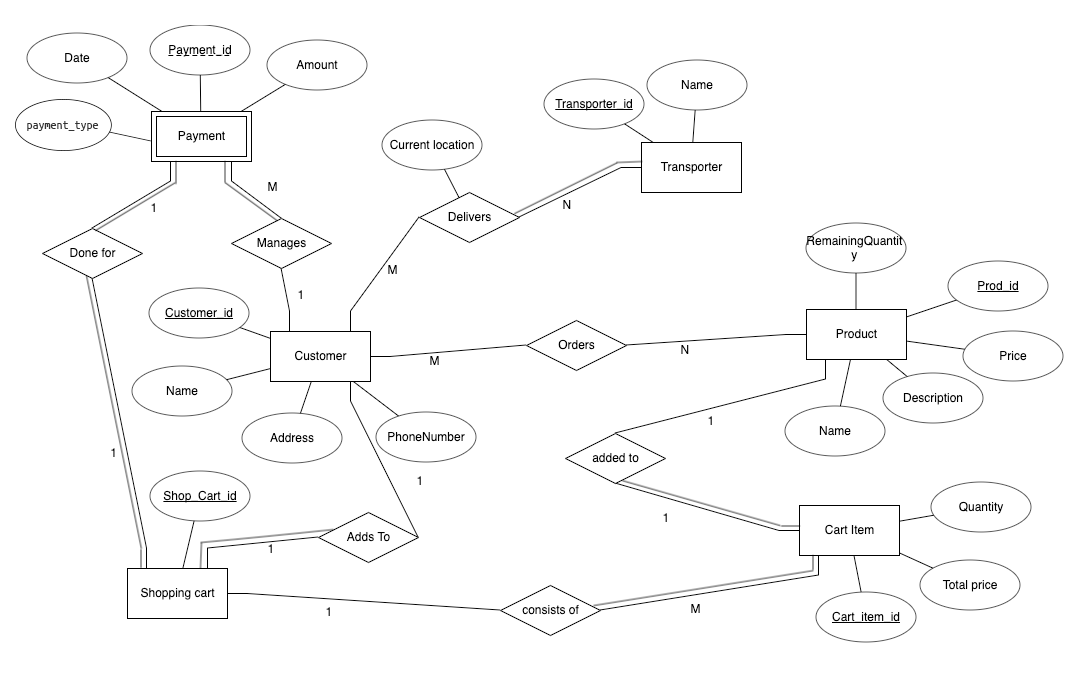 Date
Payment_id
Amount
payment_type
Payment
Transporter_id
Name
Current location
Transporter
1
M
Delivers
N
Done for
Manages
M
1
RemainingQuantit
y
Prod_id
Customer_id
Product
Customer
Orders
M
N
Price
Name
Description
Address
PhoneNumber
Name
1
1
added to
1
Shop_Cart_id
1
Quantity
Cart Item
Adds To
1
Shopping cart
Total price
consists of
1
M
Cart_item_id